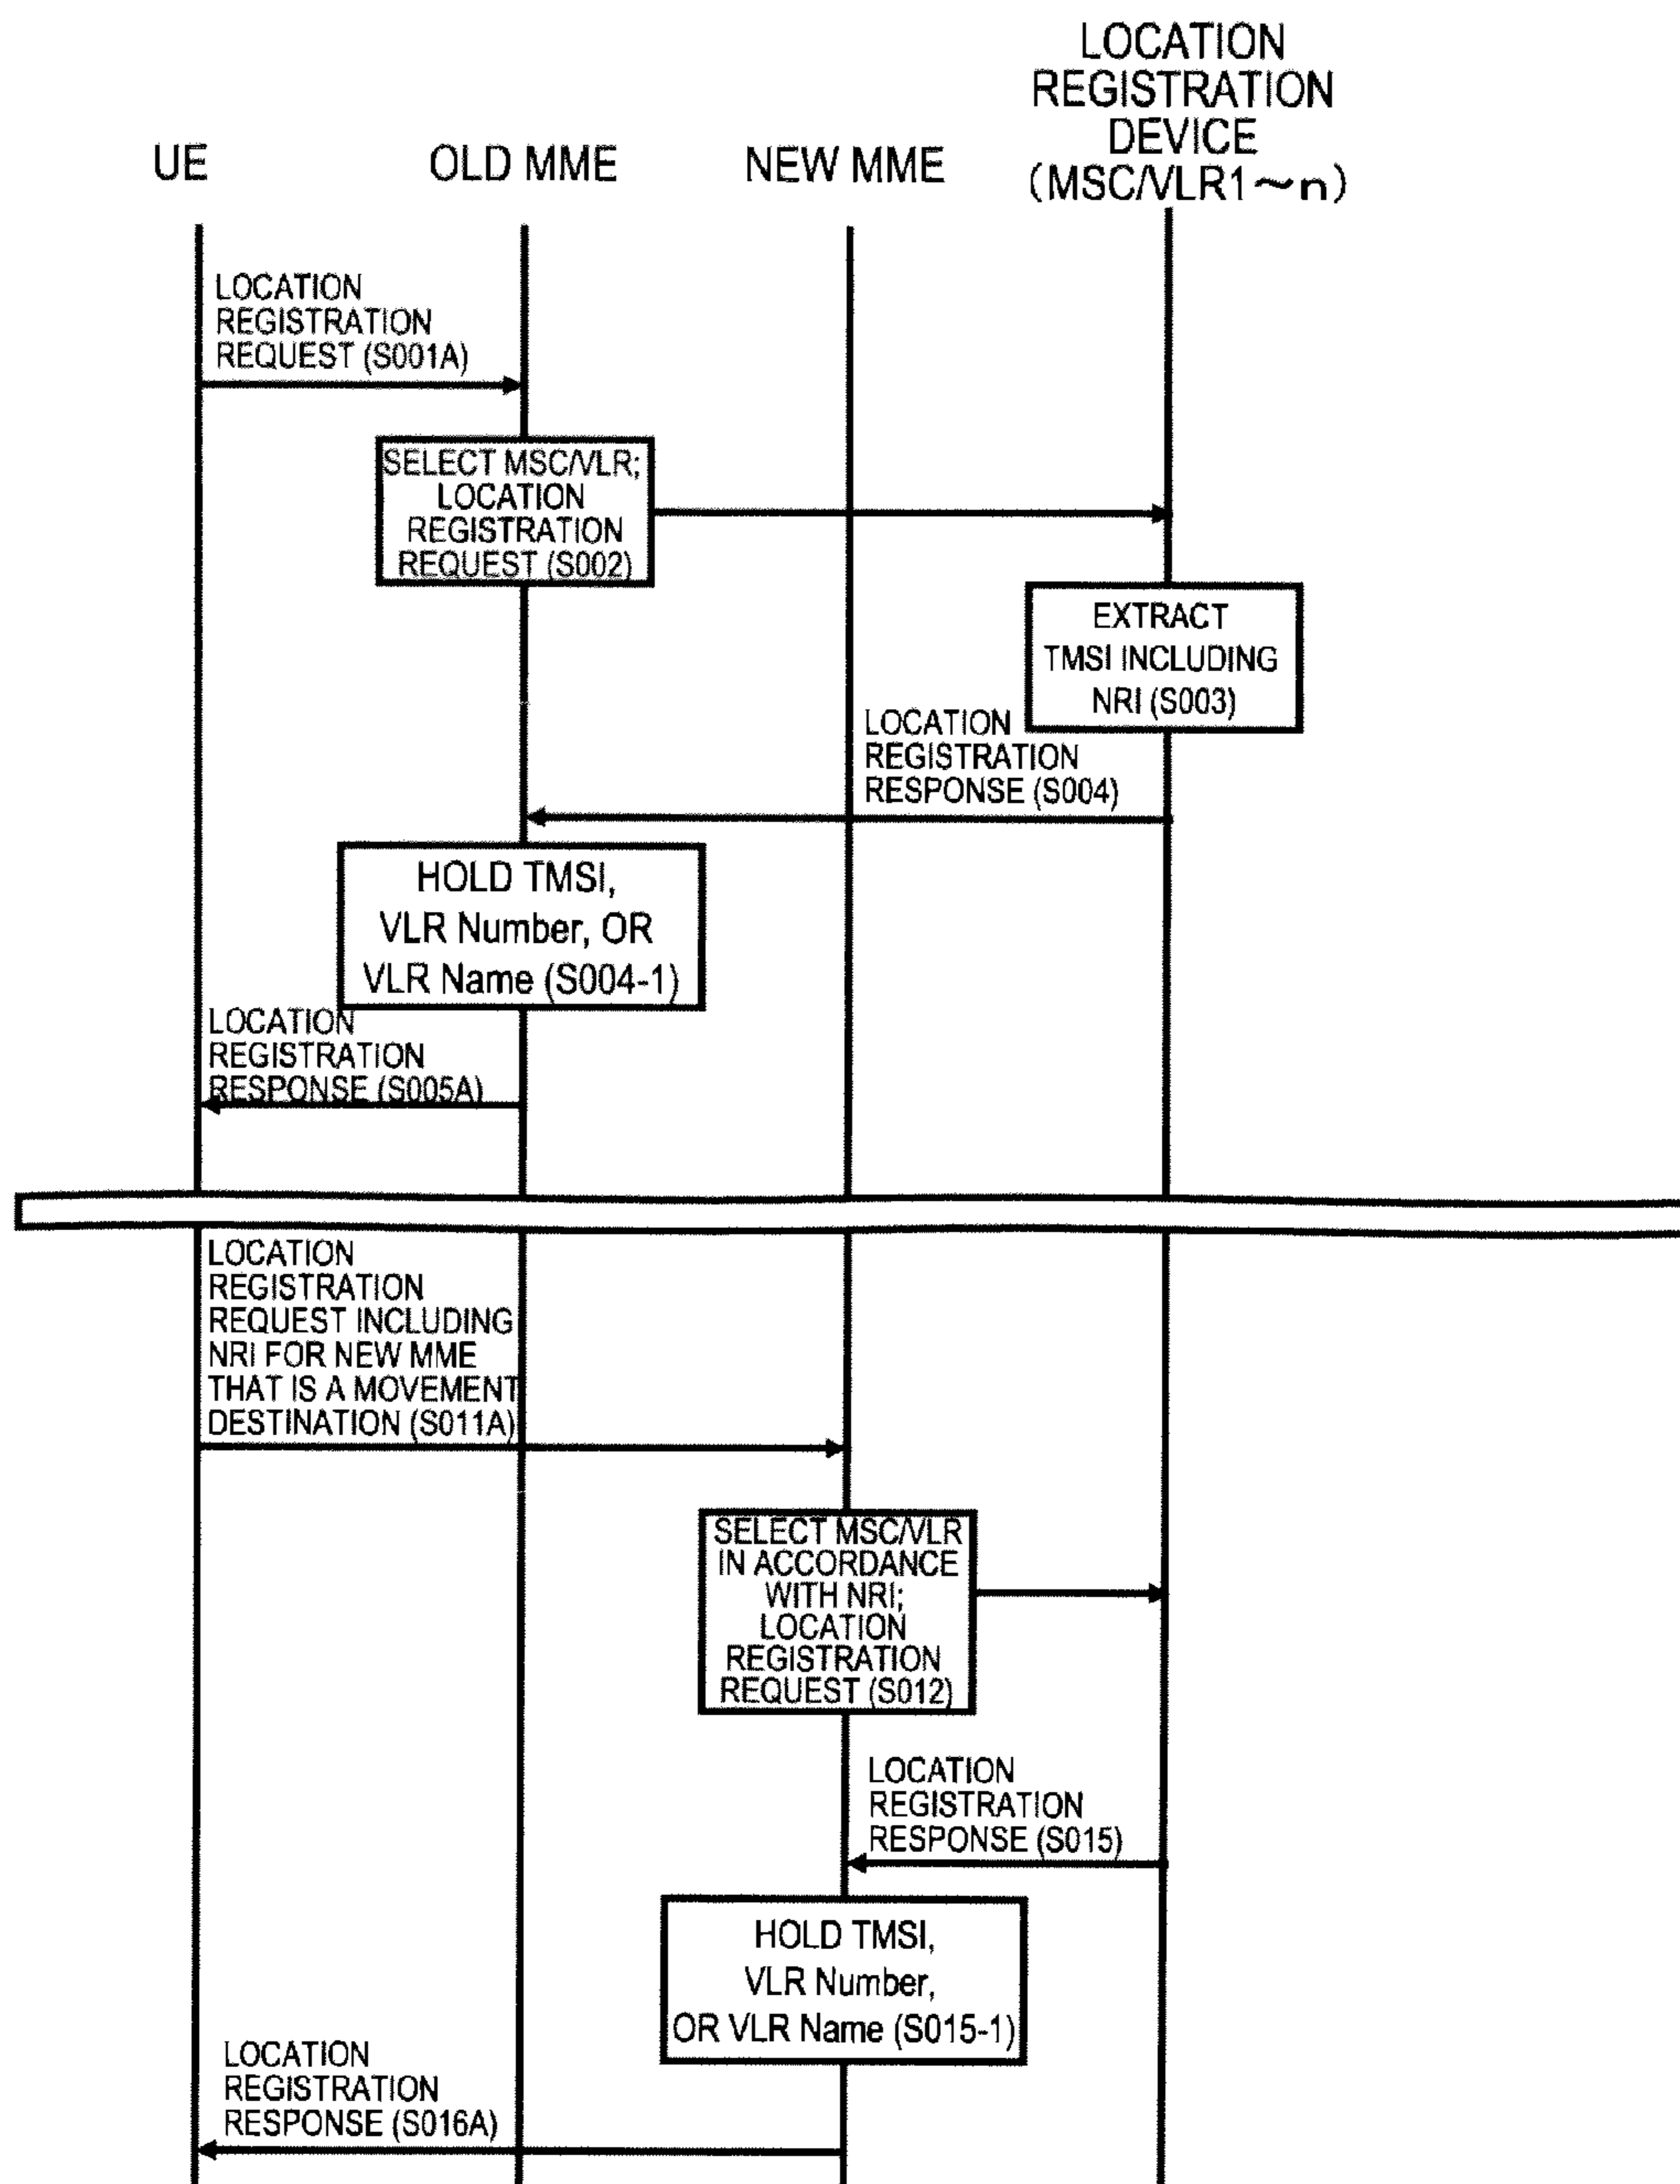 LOCATION
REGISTRATION
DEVICE
(MSC/VLR1～n)
UE
OLD MME
NEW MME
LOCATION
REGISTRATION
REQUEST (S001A)
SELECT MSC/VLR;
LOCATION
REGISTRATION
REQUEST (S002)
EXTRACT
TMSI INCLUDING
NRI (S003)
LOCATION
REGISTRATION
RESPONSE (S004)
HOLD TMSI,
VLR Number, OR
VLR Name (S004-1)
LOCATION
REGISTRATION
RESPONSE (S005A)
LOCATION
REGISTRATION
REQUEST INCLUDING
NRI FOR NEW MME
THAT IS A MOVEMENT
DESTINATION (S011A)
SELECT MSC/VLR
IN ACCORDANCE
WITH NRI;
LOCATION
REGISTRATION
REQUEST (S012)
LOCATION
REGISTRATION
RESPONSE (S015)
HOLD TMSI,
VLR Number,
OR VLR Name (S015-1)
LOCATION
REGISTRATION
RESPONSE (S016A)